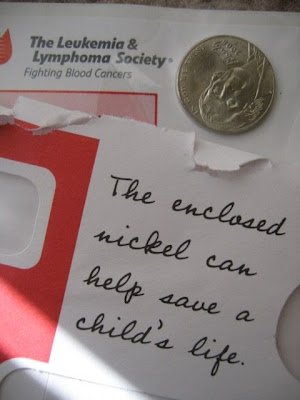 The Leukemia &
Lymphoma Society®
Fighting Blood Cancers
The enclosed
nickel can
help save a
child's life.